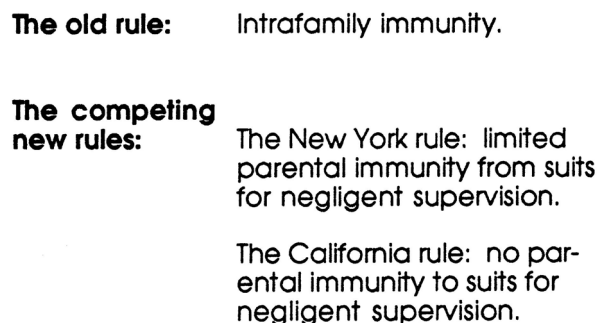 The old rule: Intrafamily immunity.
The competing
new rules: The New York rule: limited
parental immunity from suits
for negligent supervision.
The California rule: no par-
ental immunity to suits for
negligent supervision.